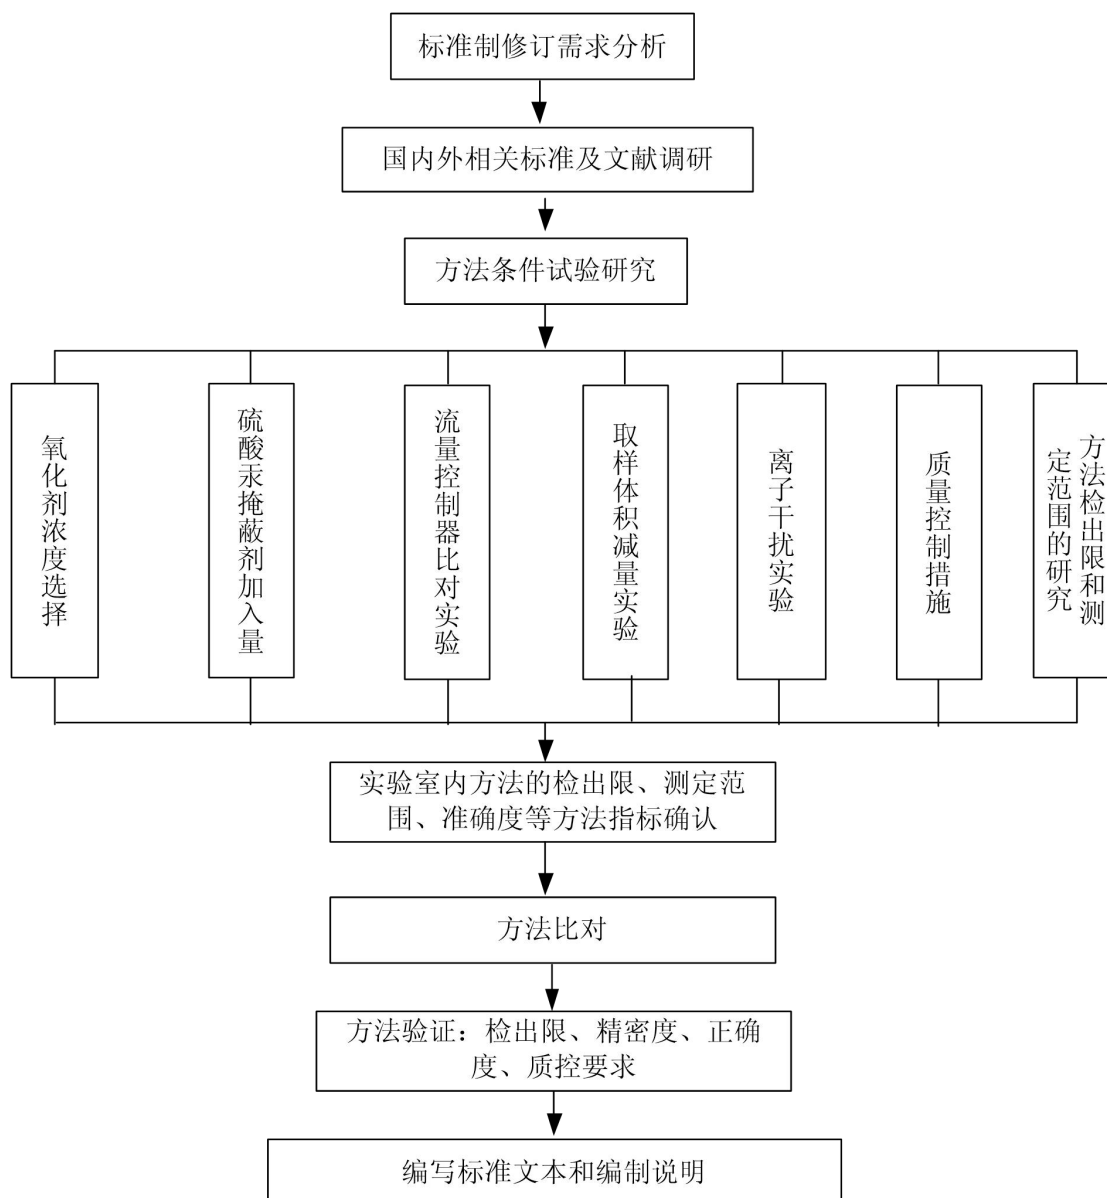 标准制修订需求分析
国内外相关标准及文献调研
方法条件试验研究
氧化剂浓度选择
硫酸汞掩蔽剂加入量
流量控制器比对实验
取样体积减量实验
离子干扰实验
质量控制措施
方法检出限和测
定范围的研究
实验室内方法的检出限、测定范
围、准确度等方法指标确认
方法比对
方法验证：检出限、精密度、正确
度、质控要求
编写标准文本和编制说明